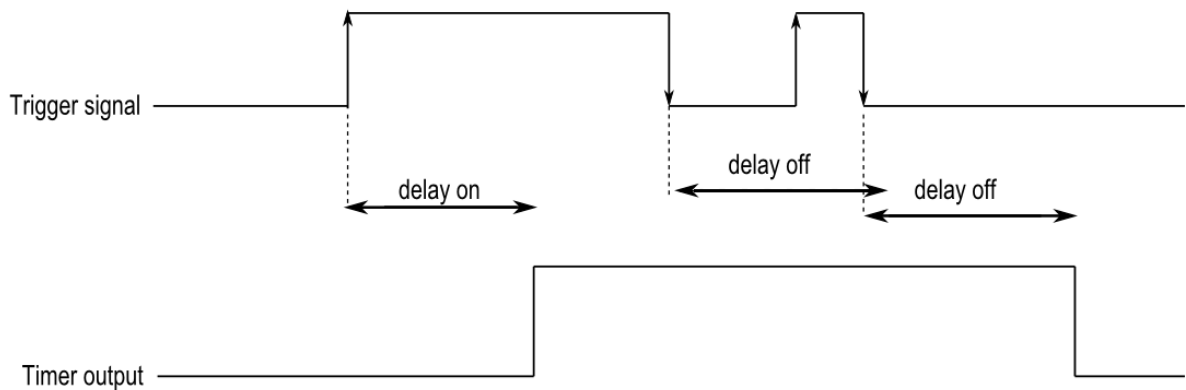 Trigger signal
delay off
delay on
delay off
Timer output